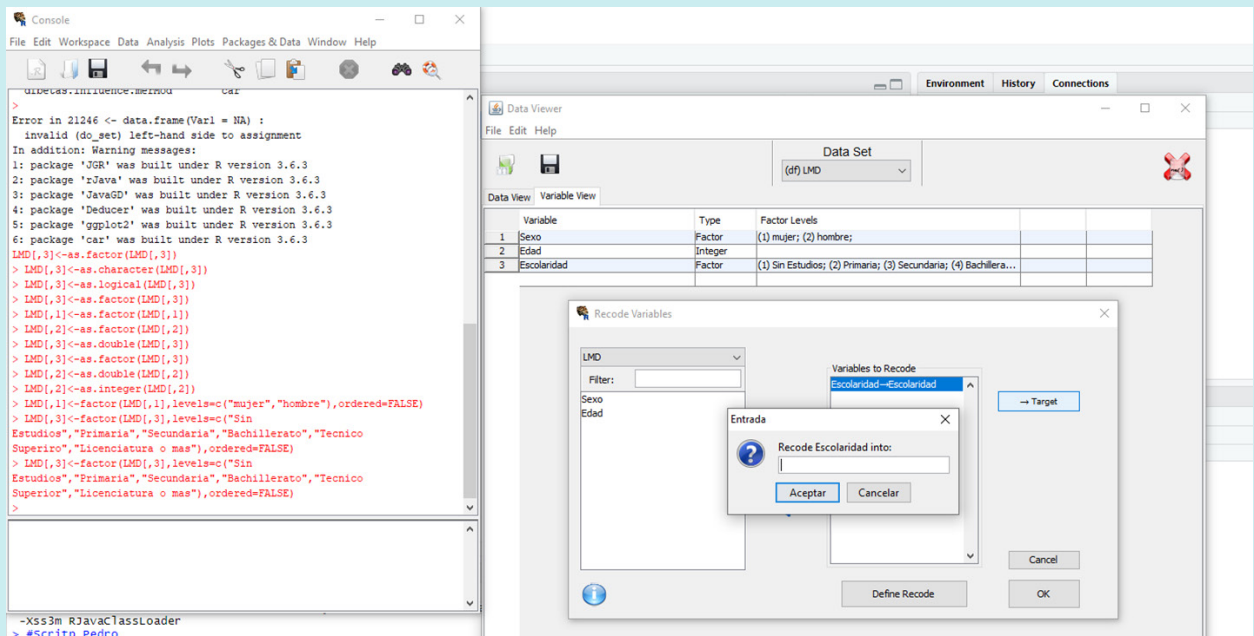 Console
File Edit Workspace Data Analysis Plots Packages & Data Window Help
dfbetas.influence.merMod car
>
Error in 21246 <- data.frame(Var1 = NA) :
invalid (do_set) left-hand side to assignment
In addition: Warning messages:
1: package 'JGR' was built under R version 3.6.3
2: package 'rJava' was built under R version 3.6.3
3: package 'JavaGD' was built under R version 3.6.3
4: package 'Deducer' was built under R version 3.6.3
5: package 'ggplot2' was built under R version 3.6.3
6: package 'car' was built under R version 3.6.3
LMD[,3]<-as.factor(LMD[,3])
> LMD[,3]<-as.character(LMD[,3])
> LMD[,3]<-as.logical(LMD[,3])
> LMD[,3]<-as.factor(LMD[,3])
> LMD[,1]<-as.factor(LMD[,1])
> LMD[,2]<-as.factor(LMD[,2])
> LMD[,3]<-as.double(LMD[,3])
> LMD[,3]<-as.factor(LMD[,3])
> LMD[,2]<-as.double(LMD[,2])
> LMD[,2]<-as.integer(LMD[,2])
> LMD[,1]<-factor(LMD[,1],levels=c("mujer","hombre"),ordered=FALSE)
> LMD[,3]<-factor(LMD[,3],levels=c("Sin
Estudios","Primaria","Secundaria","Bachillerato","Tecnico
Superiro","Licenciatura o mas"),ordered=FALSE)
> LMD[,3]<-factor(LMD[,3],levels=c("Sin
Estudios","Primaria","Secundaria","Bachillerato","Tecnico
Superior","Licenciatura o mas"),ordered=FALSE)
>
-Xss3m RJavaClassLoader
> #Scritp Pedro
Environment History Connections
Data Viewer
File Edit Help
Data Set
(df) LMD
Data View Variable View
Variable Type Factor Levels
1 Sexo Factor (1) mujer; (2) hombre;
2 Edad Integer
3 Escolaridad Factor (1) Sin Estudios; (2) Primaria; (3) Secundaria; (4) Bachillera...
Recode Variables
LMD
Filter:
Sexo
Edad
Variables to Recode
Escolaridad→Escolaridad
→ Target
Entrada
Recode Escolaridad into:
Aceptar Cancelar
Cancel
Define Recode OK